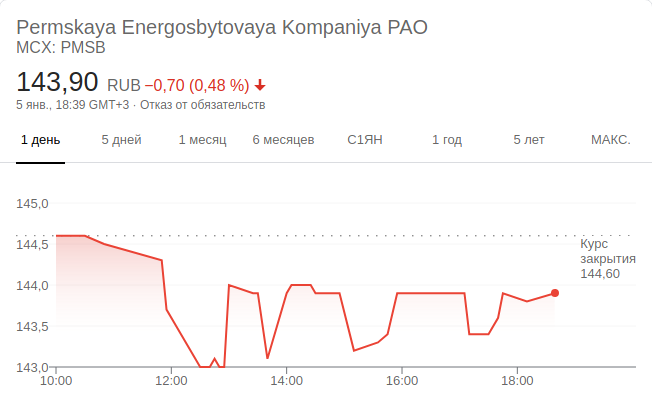 Permskaya Energosbytovaya Kompaniya PAO
MCX: PMSB
143,90 RUB −0,70 (0,48 %)
5 янв., 18:39 GMT+3 · Отказ от обязательств
1 день 5 дней 1 месяц 6 месяцев С1ЯН 1 год 5 лет МАКС.
145,0
144,5
144,0
143,5
143,0
Курс
закрытия
144,60
10:00 12:00 14:00 16:00 18:00